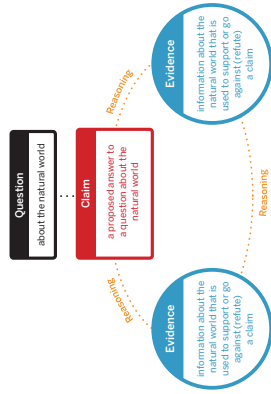 Question
about the natural world
Claim
a proposed answer to
a question about the
natural world
Reasoning
Reasoning
Evidence
information about the
natural world that is
used to support or go
against (refute)
a claim
Evidence
information about the
natural world that is
used to support or go
against (refute)
a claim
Reasoning